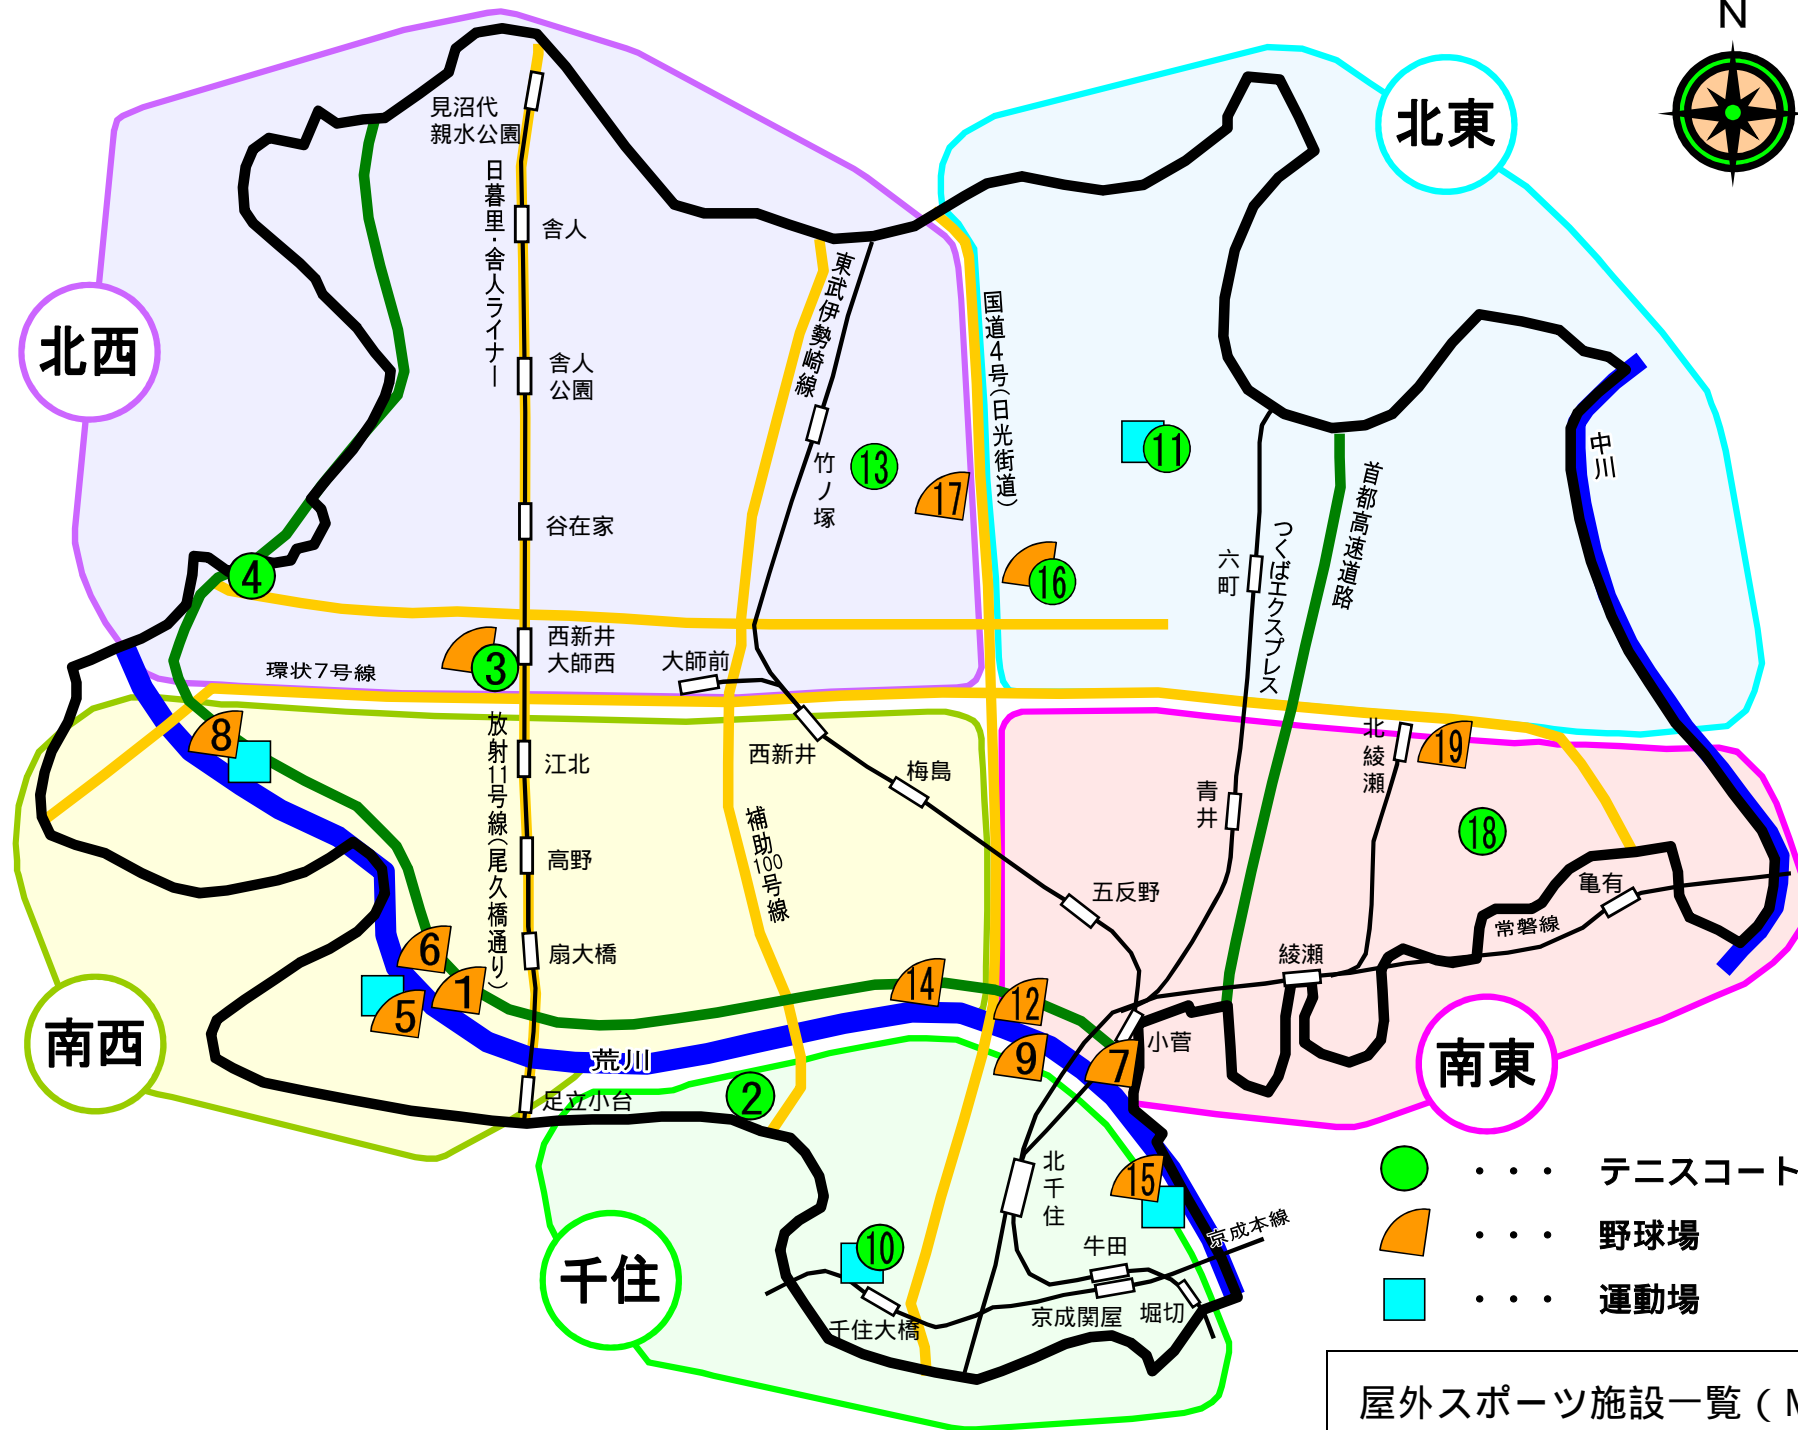 N
北東
見沼代
親水公園
日暮里・舎人ライナー
舎人
東武伊勢崎線
国道4号(日光街道)
北西
舎人
公園
11
中川
13
竹ノ塚
17
首都高速道路
谷在家
つくばエクスプレス
六町
4
16
西新井
大師西
3
大師前
環状7号線
8
放射11号線(尾久橋通り)
江北
西新井
梅島
北綾瀬
19
青井
補助100号線
18
高野
五反野
亀有
常磐線
6
扇大橋
綾瀬
1
14
12
5
小菅
南西
荒川
9
7
南東
2
足立小台
北千住
15
・・・ テニスコート
京成本線
・・・ 野球場
10
牛田
千住
・・・ 運動場
京成関屋
堀切
千住大橋
屋外スポーツ施設一覧(M